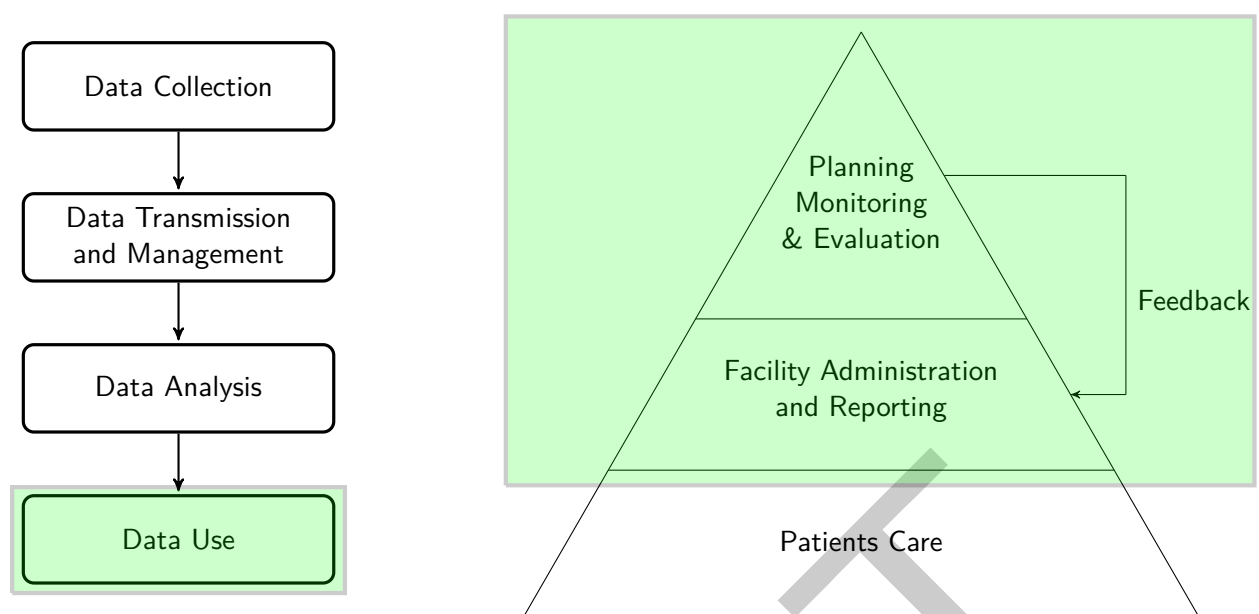 Data Collection
Data Transmission
and Management
Data Analysis
Data Use
Planning
Monitoring
& Evaluation
Feedback
Facility Administration
and Reporting
Patients Care